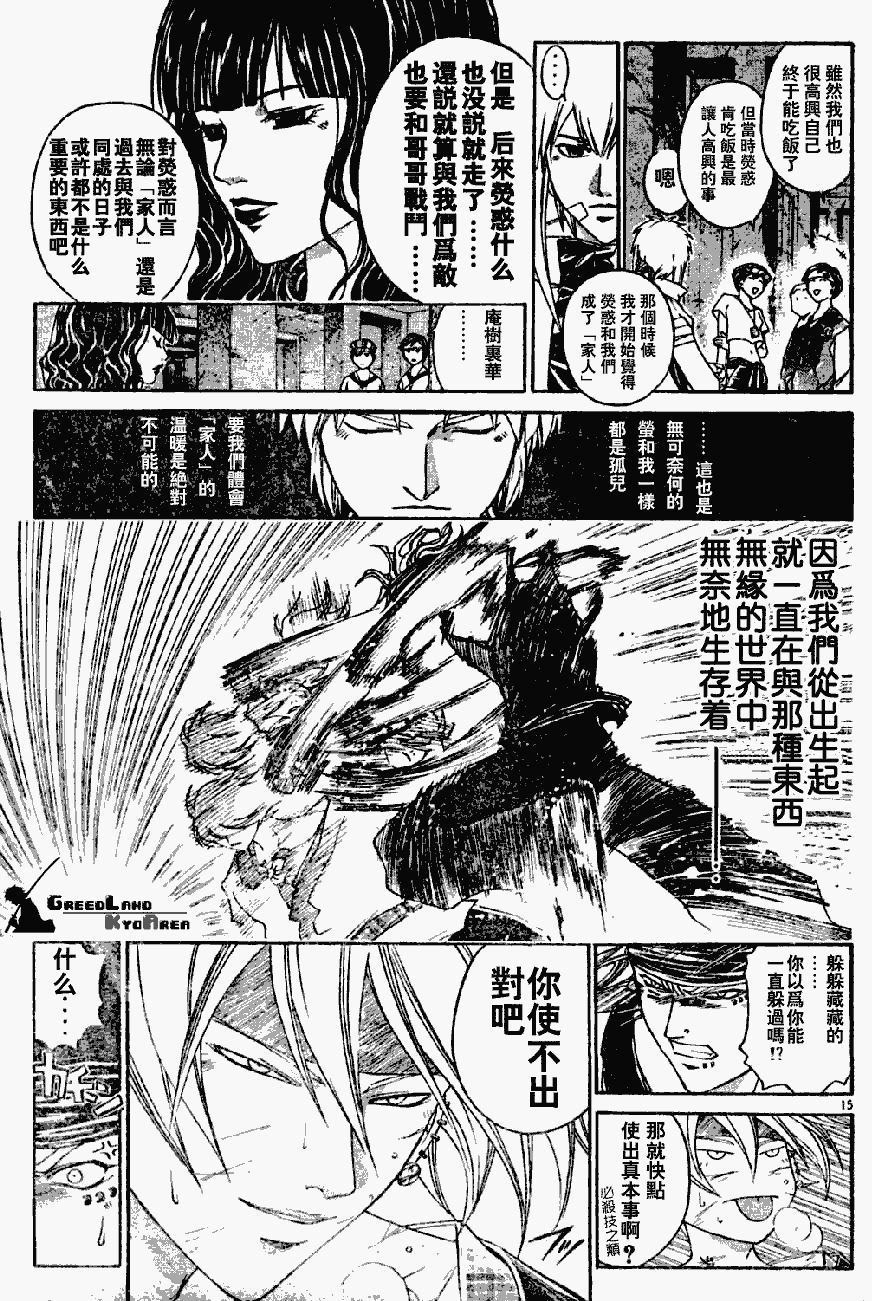 雖然我們也
很高興自己
終于能吃飯了
但當時熒惑
肯吃飯是最
讓人高興的事
嗯
那個時候
我才開始覺得
熒惑和我們
成了「家人」
⋯⋯
但是 后來熒惑什么
也没説就走了⋯⋯
還説就算與我們爲敵
也要和哥哥戰鬥⋯⋯
對熒惑而言
無論「家人」還是
過去與我們
同處的日子
或許都不是什么
重要的東西吧
庵樹裏華
⋯⋯
⋯⋯這也是
無可奈何的
螢和我一樣
都是孤兒
要我們體會
「家人」的
温暖是絶對
不可能的
因爲我們從出生起
就一直在與那種東西
無緣的世界中
無奈地生存着——⋯⋯
GREEDLAND
KYOAREA
躲躲藏藏的
⋯⋯
你以爲你能
一直躲過嗎!?
15
那就快點
使出真本事啊?
必殺技之類
你使不出
對吧
什么⋯⋯
カチン